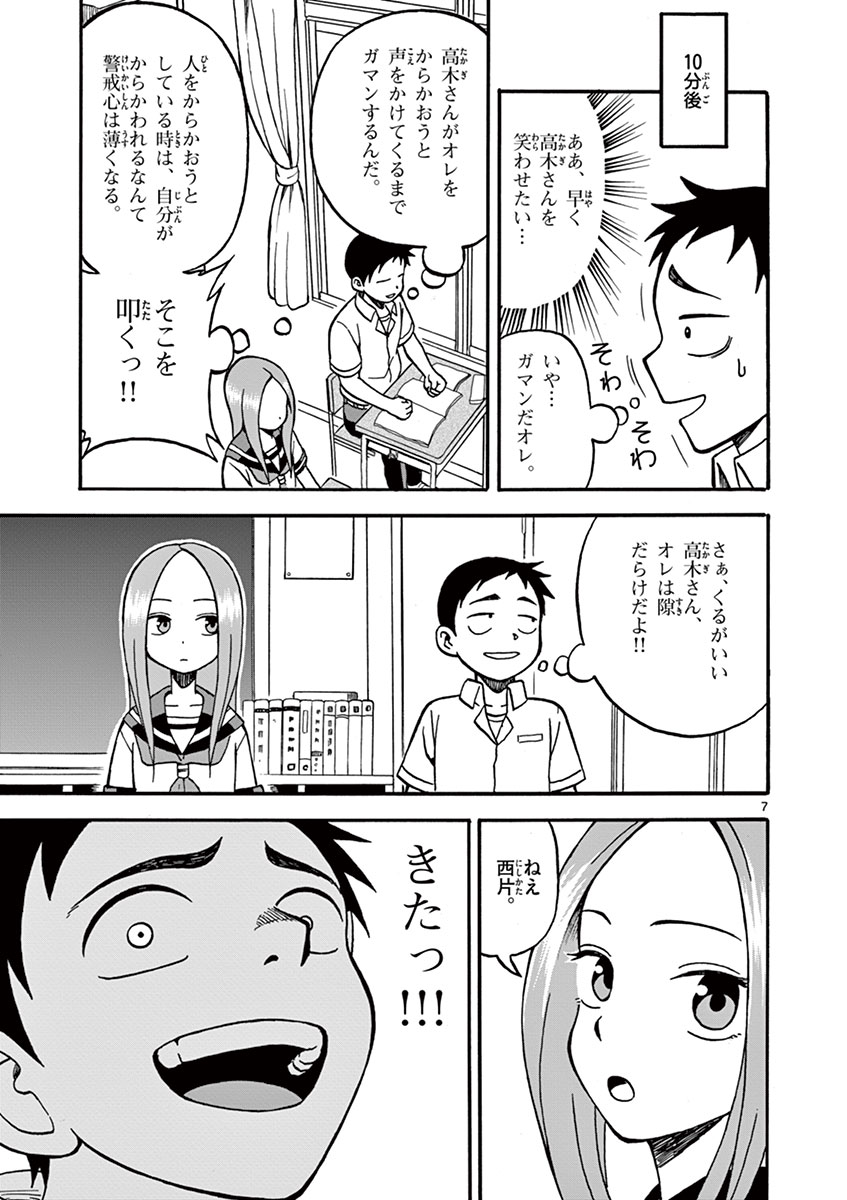 10分後
ああ、早く
高木さんを
笑わせたい…
そわ
そわ
いや…
ガマンだオレ。
高木さんがオレを
からかおうと
声をかけてくるまで
ガマンするんだ。
人をからかおうと
している時は、自分が
からかわれるなんて
警戒心は薄くなる。
そこを
叩くっ!!
さぁ、くるがいい
高木さん、
オレは隙
だらけだよ!!
7
ねえ
西片。
きたっ!!!